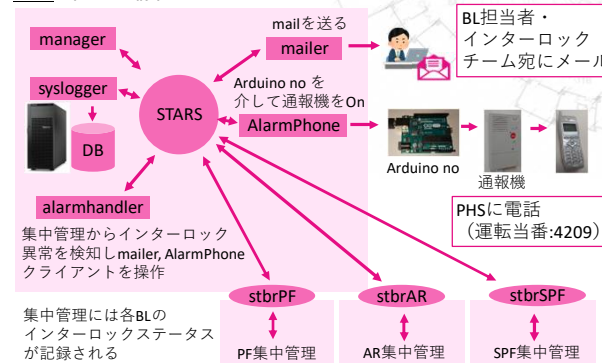 manager
syslogger
DB
STARS
alarmhandler
集中管理からインターロック
異常を検知しmailer, AlarmPhone
クライアントを操作
mailを送る
mailer
Arduino no を
介して通報機をOn
AlarmPhone
BL担当者・
インターロック
チーム宛にメール
Arduino no
通報機
PHSに電話
（運転当番:4209）
stbrPF
stbrAR
stbrSPF
集中管理には各BLの
インターロックステータス
が記録される
PF集中管理
AR集中管理
SPF集中管理